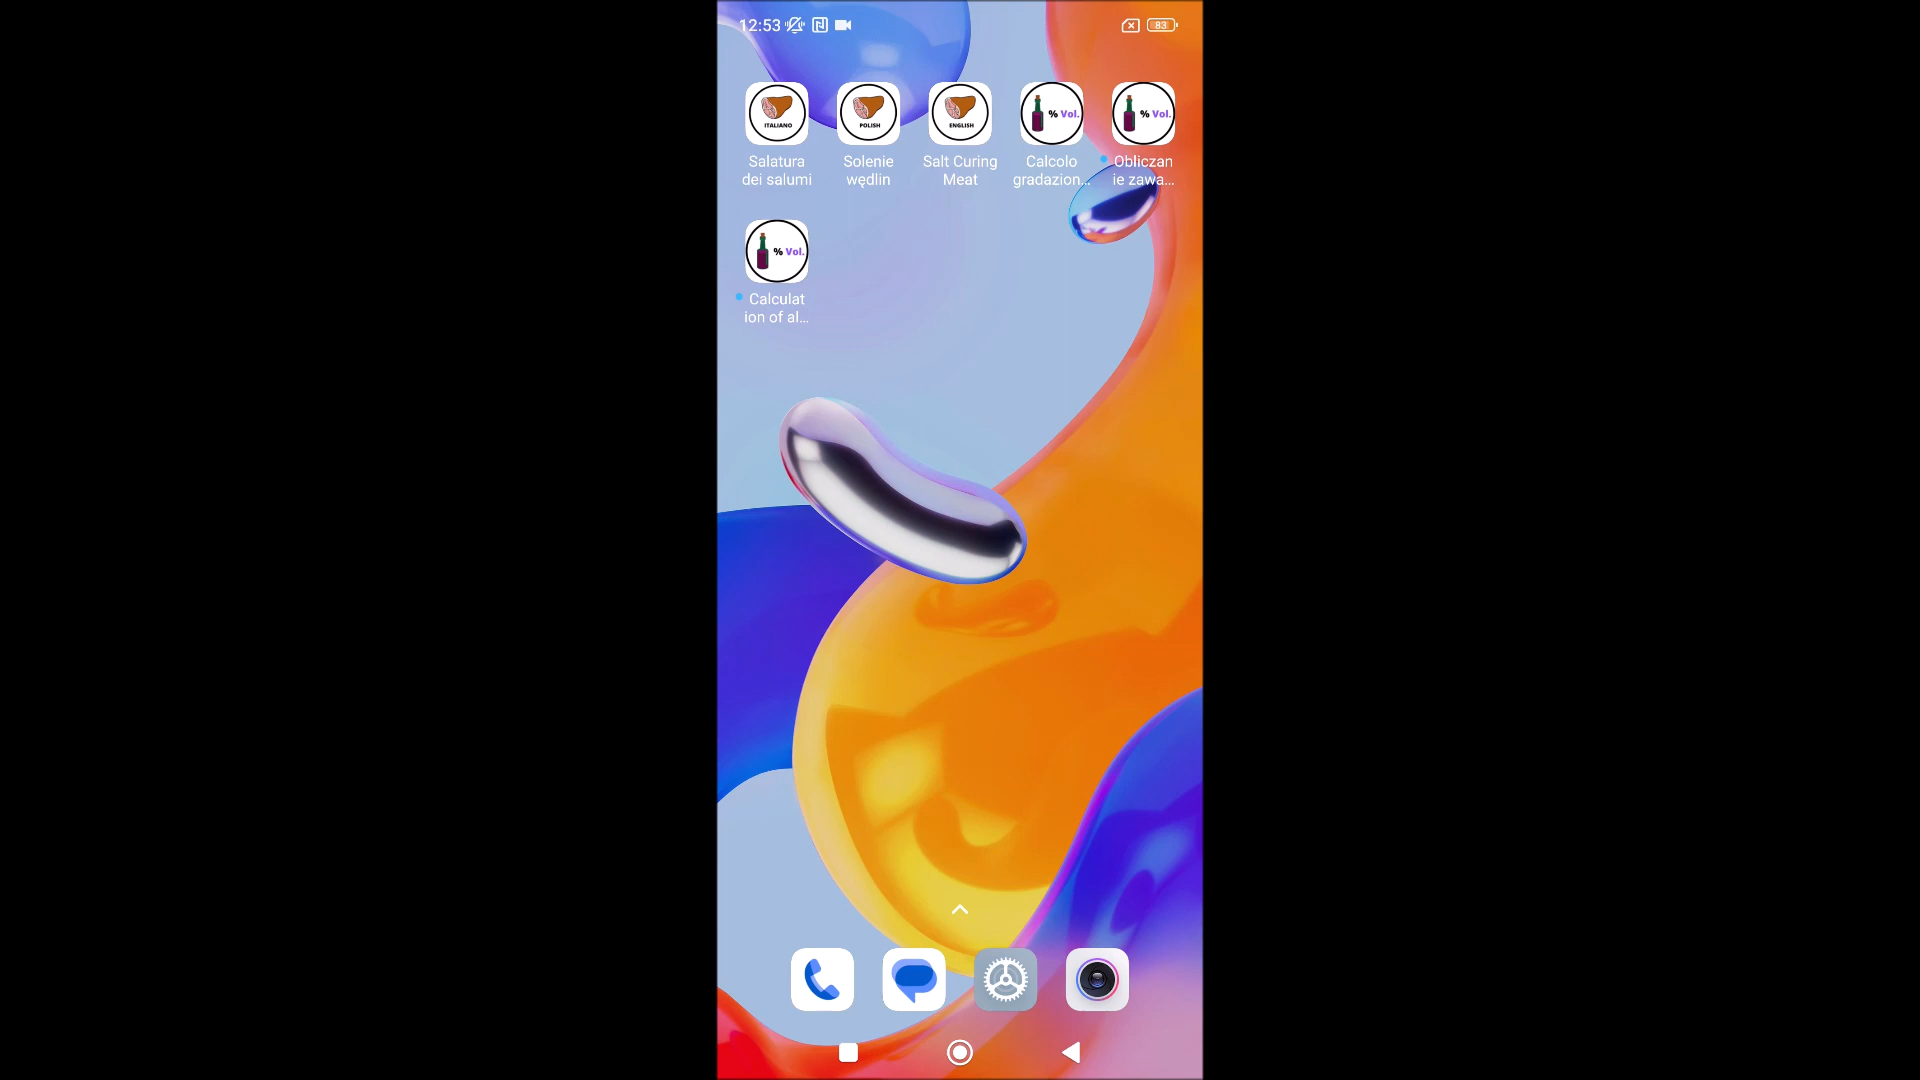 12:53
83
ITALIANO
POLISH
ENGLISH
% Vol.
% Vol.
Salatura
dei salumi
Solenie
wędlin
Salt Curing
Meat
Calcolo
gradazion...
Obliczan
ie zawa...
% Vol.
Calculat
ion of al...